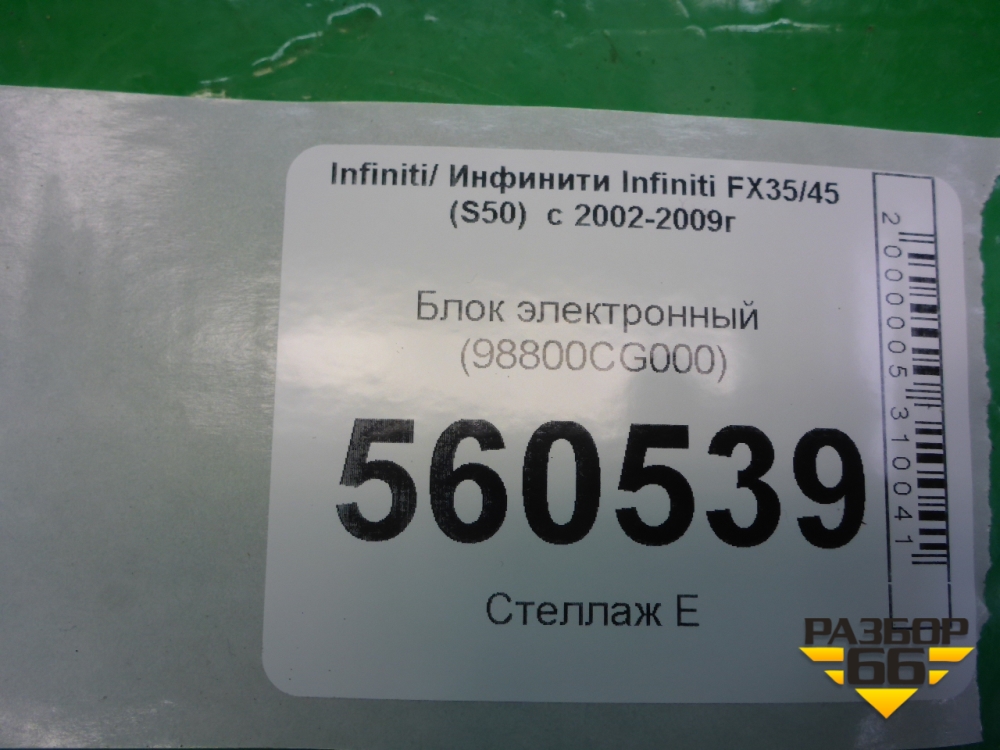 Infiniti/ Инфинити Infiniti FX35/45
(S50)  с 2002-2009г
Блок электронный
(98800CG000)
560539
Стеллаж Е
2000005310041
РАЗБОР
66